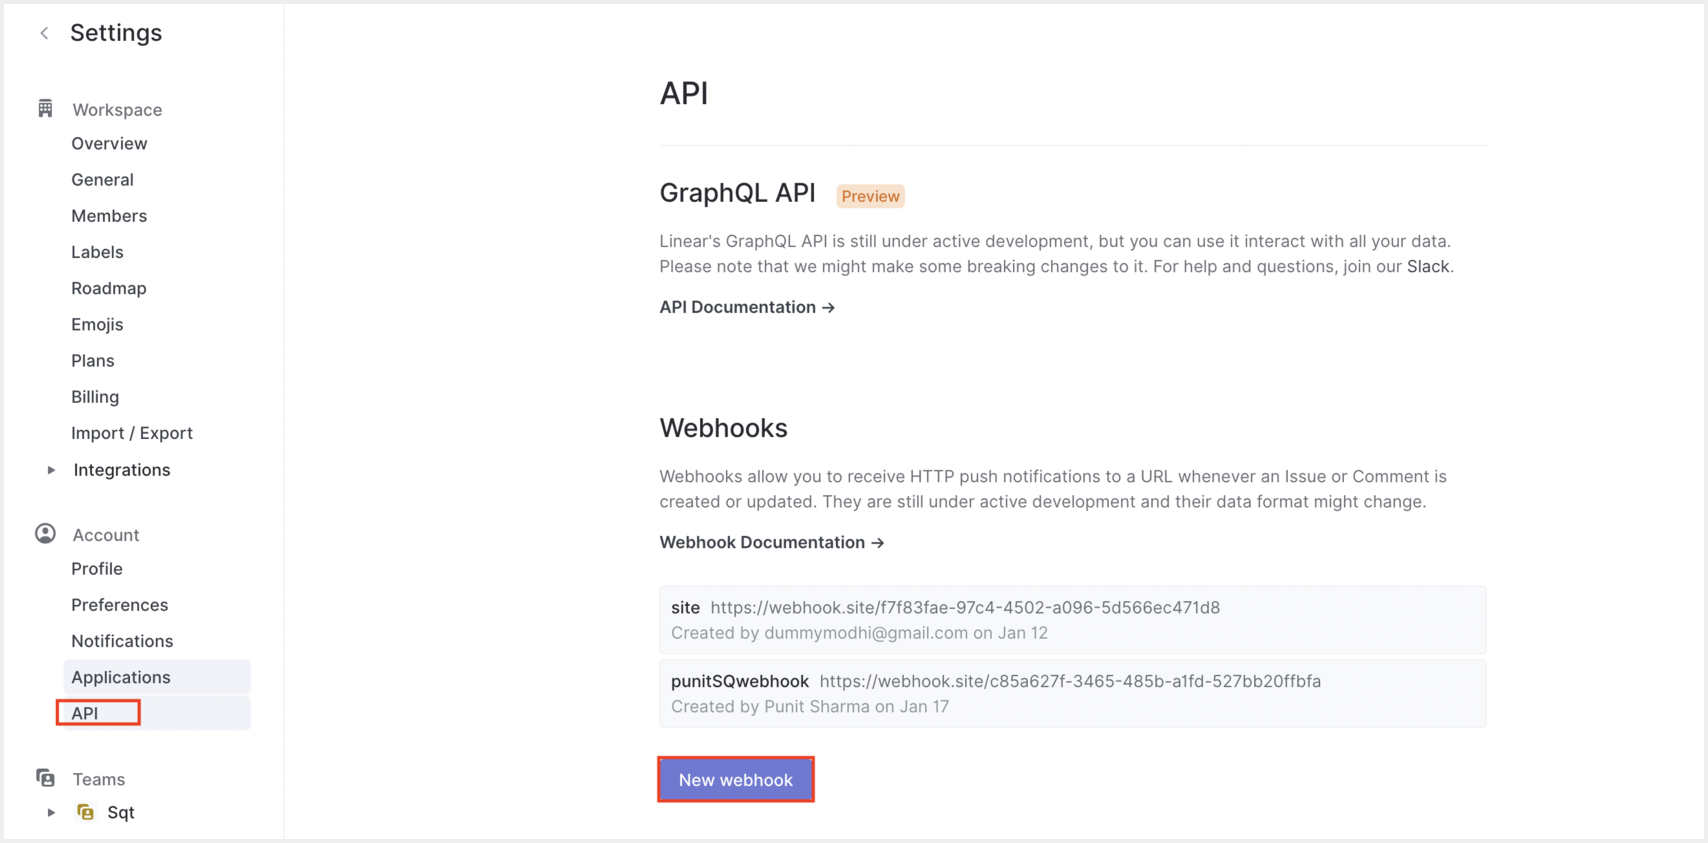 Settings
Workspace
Overview
General
Members
Labels
Roadmap
Emojis
Plans
Billing
Import / Export
Integrations
Account
Profile
Preferences
Notifications
Applications
API
Teams
Sqt
API
GraphQL API Preview
Linear's GraphQL API is still under active development, but you can use it interact with all your data.
Please note that we might make some breaking changes to it. For help and questions, join our Slack.
API Documentation →
Webhooks
Webhooks allow you to receive HTTP push notifications to a URL whenever an Issue or Comment is
created or updated. They are still under active development and their data format might change.
Webhook Documentation →
site https://webhook.site/f7f83fae-97c4-4502-a096-5d566ec471d8
Created by dummymodhi@gmail.com on Jan 12
punitSQwebhook https://webhook.site/c85a627f-3465-485b-a1fd-527bb20ffbfa
Created by Punit Sharma on Jan 17
New webhook